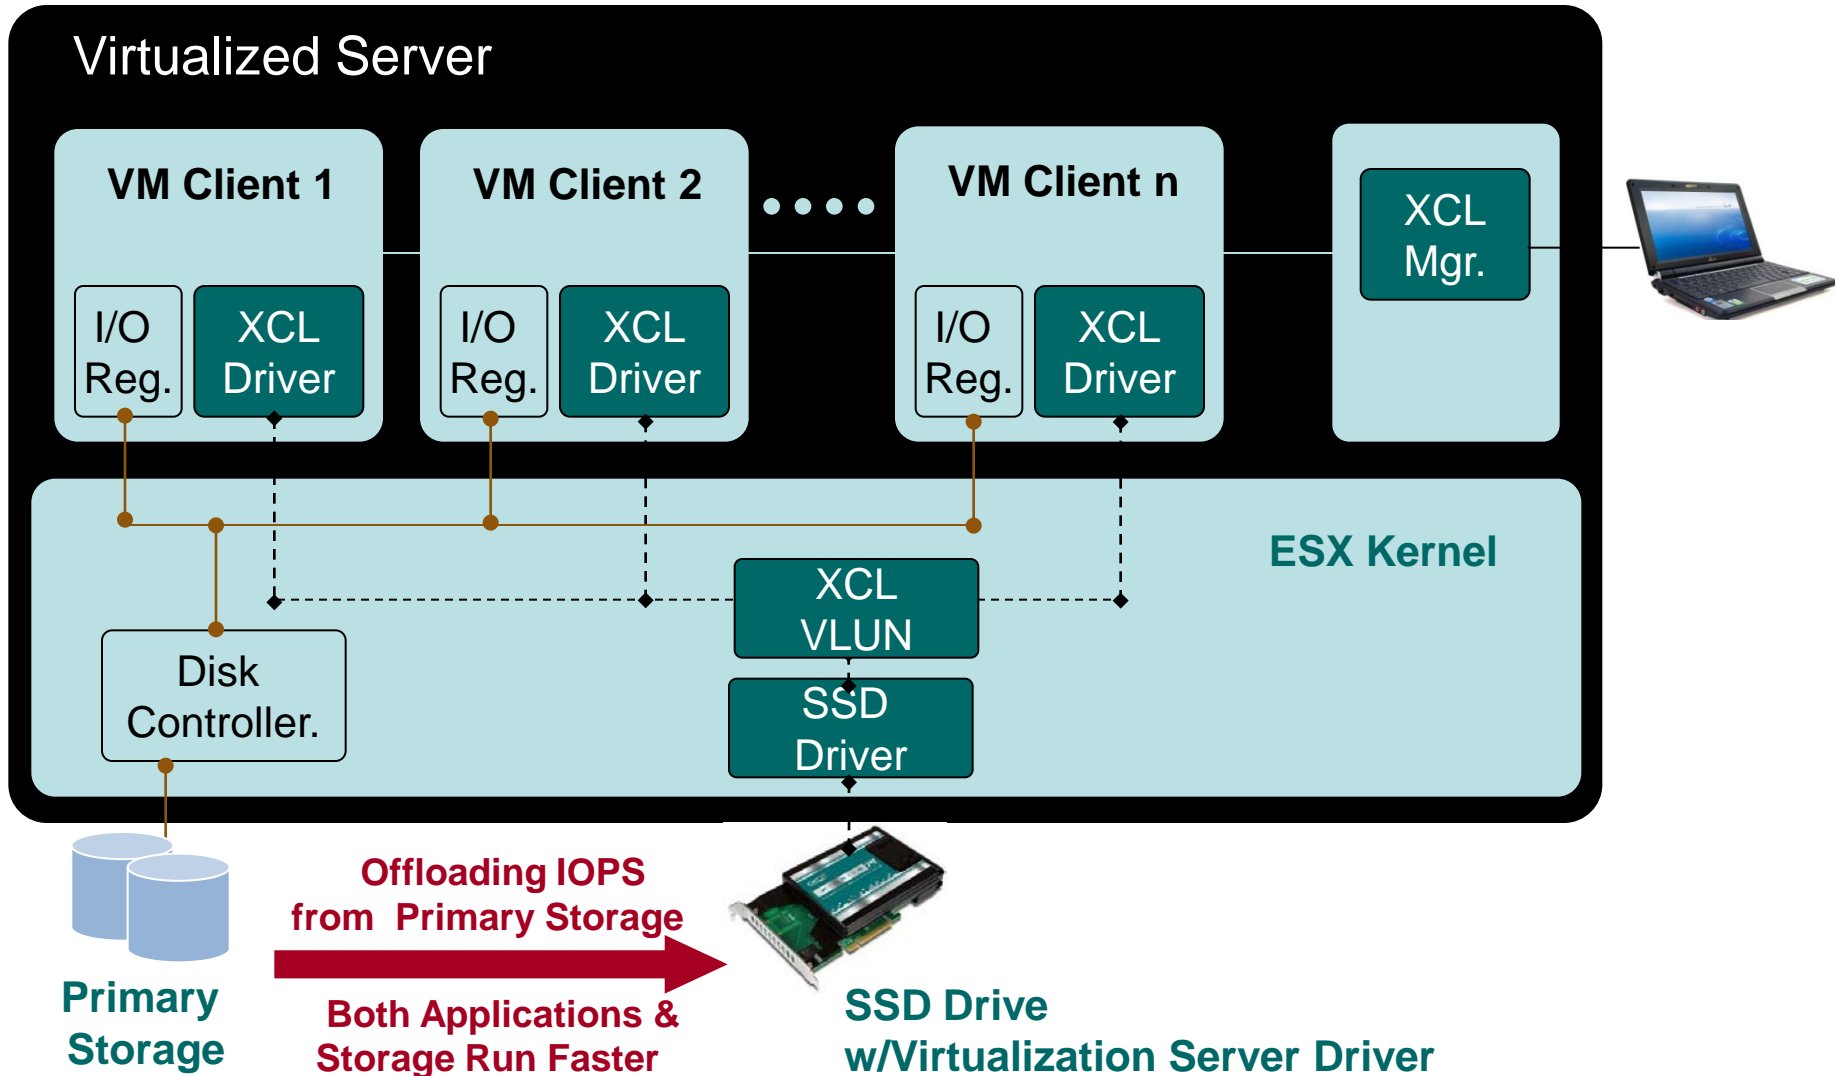 Virtualized Server
VM Client 1
VM Client 2
VM Client n
XCL
Mgr.
I/O
Reg.
XCL
Driver
I/O
Reg.
XCL
Driver
I/O
Reg.
XCL
Driver
ESX Kernel
XCL
VLUN
Disk
Controller.
SSD
Driver
Offloading IOPS
from Primary Storage
Primary
Storage
Both Applications &
Storage Run Faster
SSD Drive
w/Virtualization Server Driver